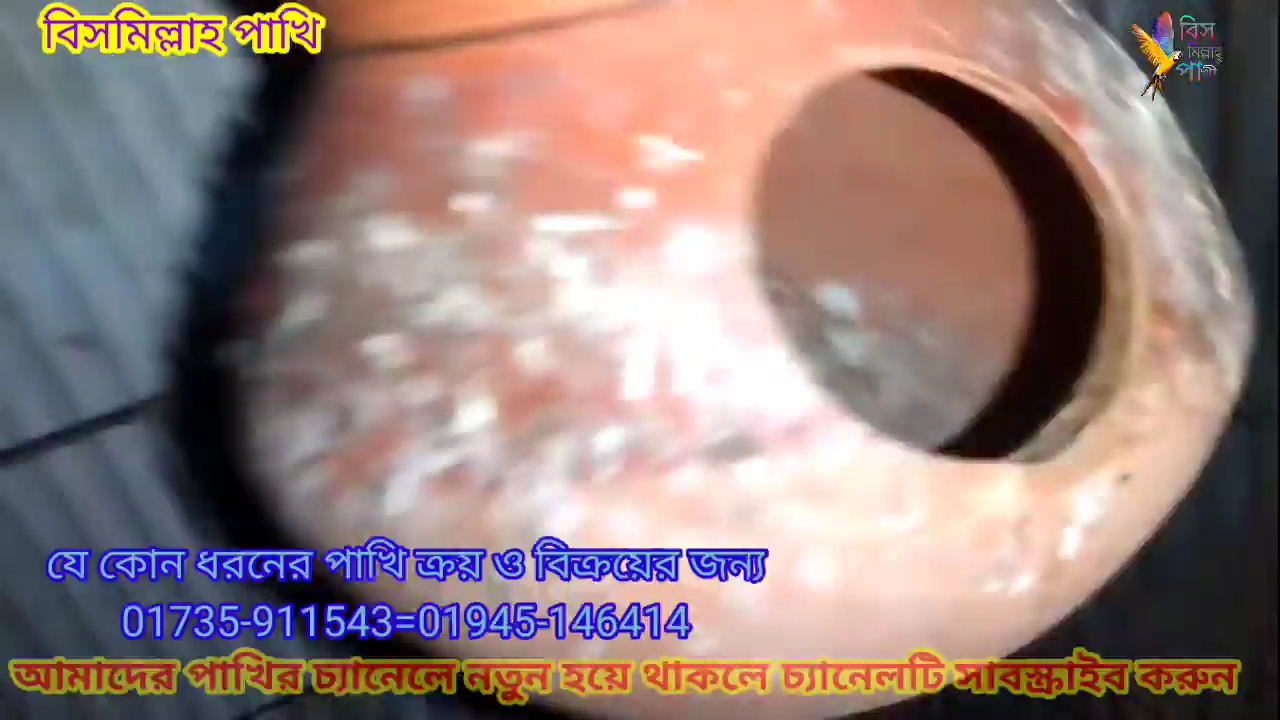 বিসমিল্লাহ পাখি
বিস
মিল্লাহ
পাখী
যে কোন ধরনের পাখি ক্রয় ও বিক্রয়ের জন্য
01735-911543=01945-146414
আমাদের পাখির চ্যানেলে নতুন হয়ে থাকলে চ্যানেলটি সাবস্ক্রাইব করুন